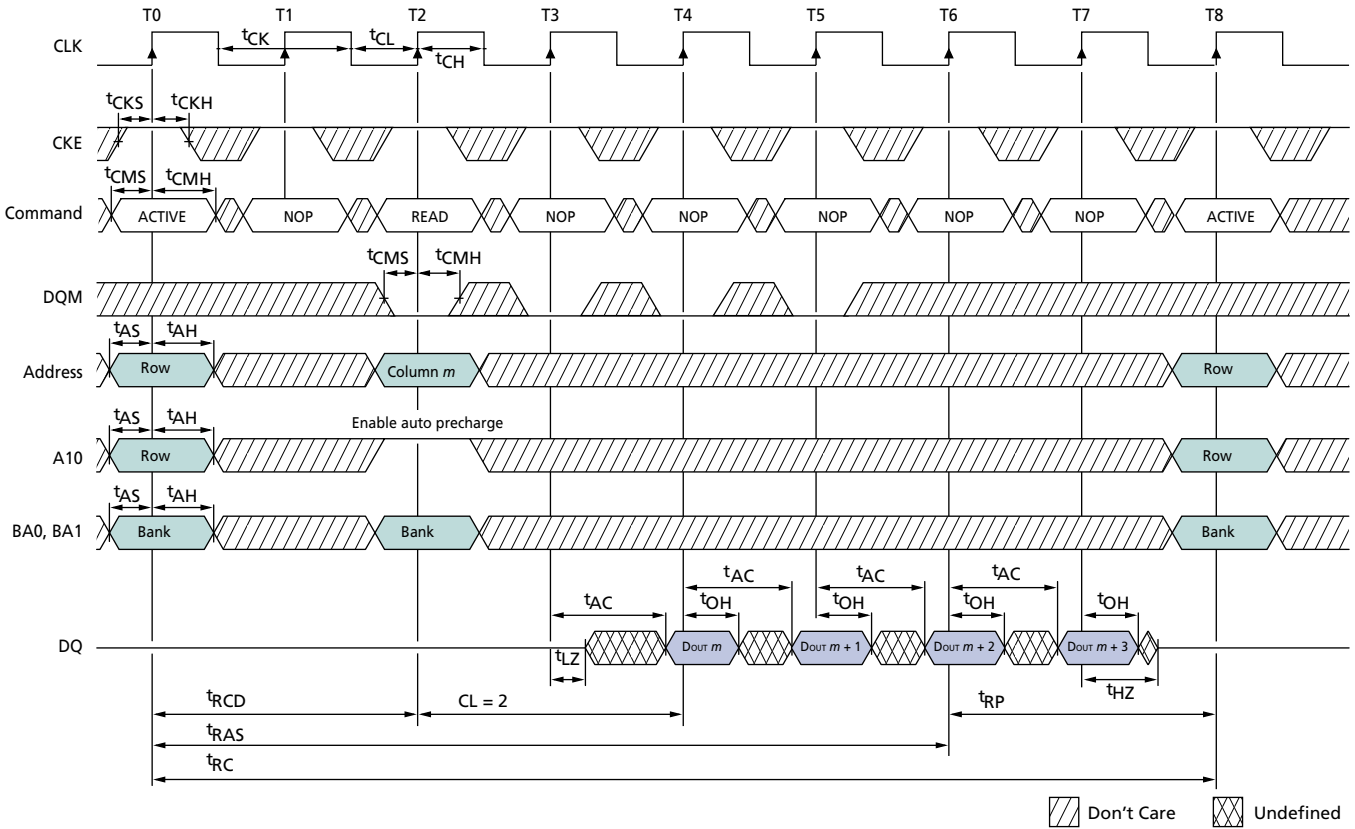 T0 T1 T2 T3 T4 T5 T6 T7 T8
CLK tCK tCL tCH
tCKS tCKH
CKE
tCMS tCMH
Command ACTIVE NOP READ NOP NOP NOP NOP NOP ACTIVE
tCMS tCMH
DQM
tAS tAH
Address Row Column m Row
Enable auto precharge
tAS tAH
A10 Row Row
tAS tAH
BA0, BA1 Bank Bank Bank
tAC tAC tAC
tAC tOH tOH tOH tOH
DQ DOUT m DOUT m + 1 DOUT m + 2 DOUT m + 3
tLZ tHZ
tRCD CL = 2 tRP
tRAS
tRC
Don't Care Undefined